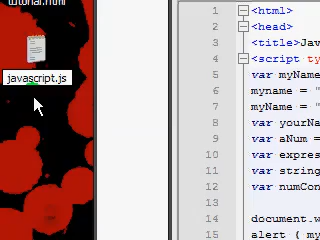 tutorial.html
javascript.js
1 <html>
2 <head>
3 <title>Jav
4 <script ty
5 var myName
6 myname = "
7 myName = "
8 var yourNa
9 var aNum =
10 var expres
11 var string
12 var numCon
13
14 document.w
15 alert ( my